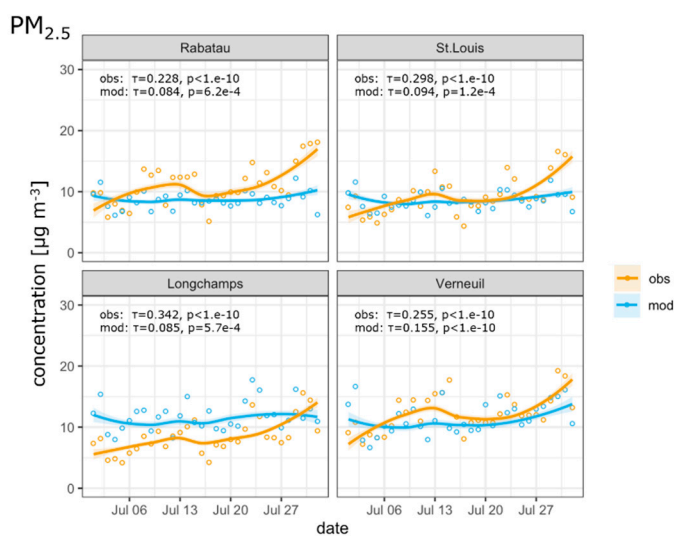 PM2.5
Rabatau
St.Louis
obs: τ=0.228, p<1.e-10
mod: τ=0.084, p=6.2e-4
obs: τ=0.298, p<1.e-10
mod: τ=0.094, p=1.2e-4
30
20
10
0
Longchamps
Verneuil
obs: τ=0.342, p<1.e-10
mod: τ=0.085, p=5.7e-4
obs: τ=0.255, p<1.e-10
mod: τ=0.155, p<1.e-10
30
20
10
0
concentration [µg m-3]
Jul 06 Jul 13 Jul 20 Jul 27
Jul 06 Jul 13 Jul 20 Jul 27
date
obs
mod